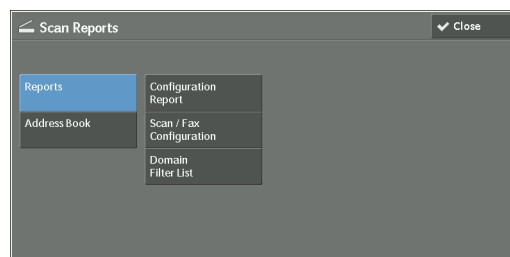 Scan Reports
Close
Reports
Address Book
Configuration
Report
Scan / Fax
Configuration
Domain
Filter List